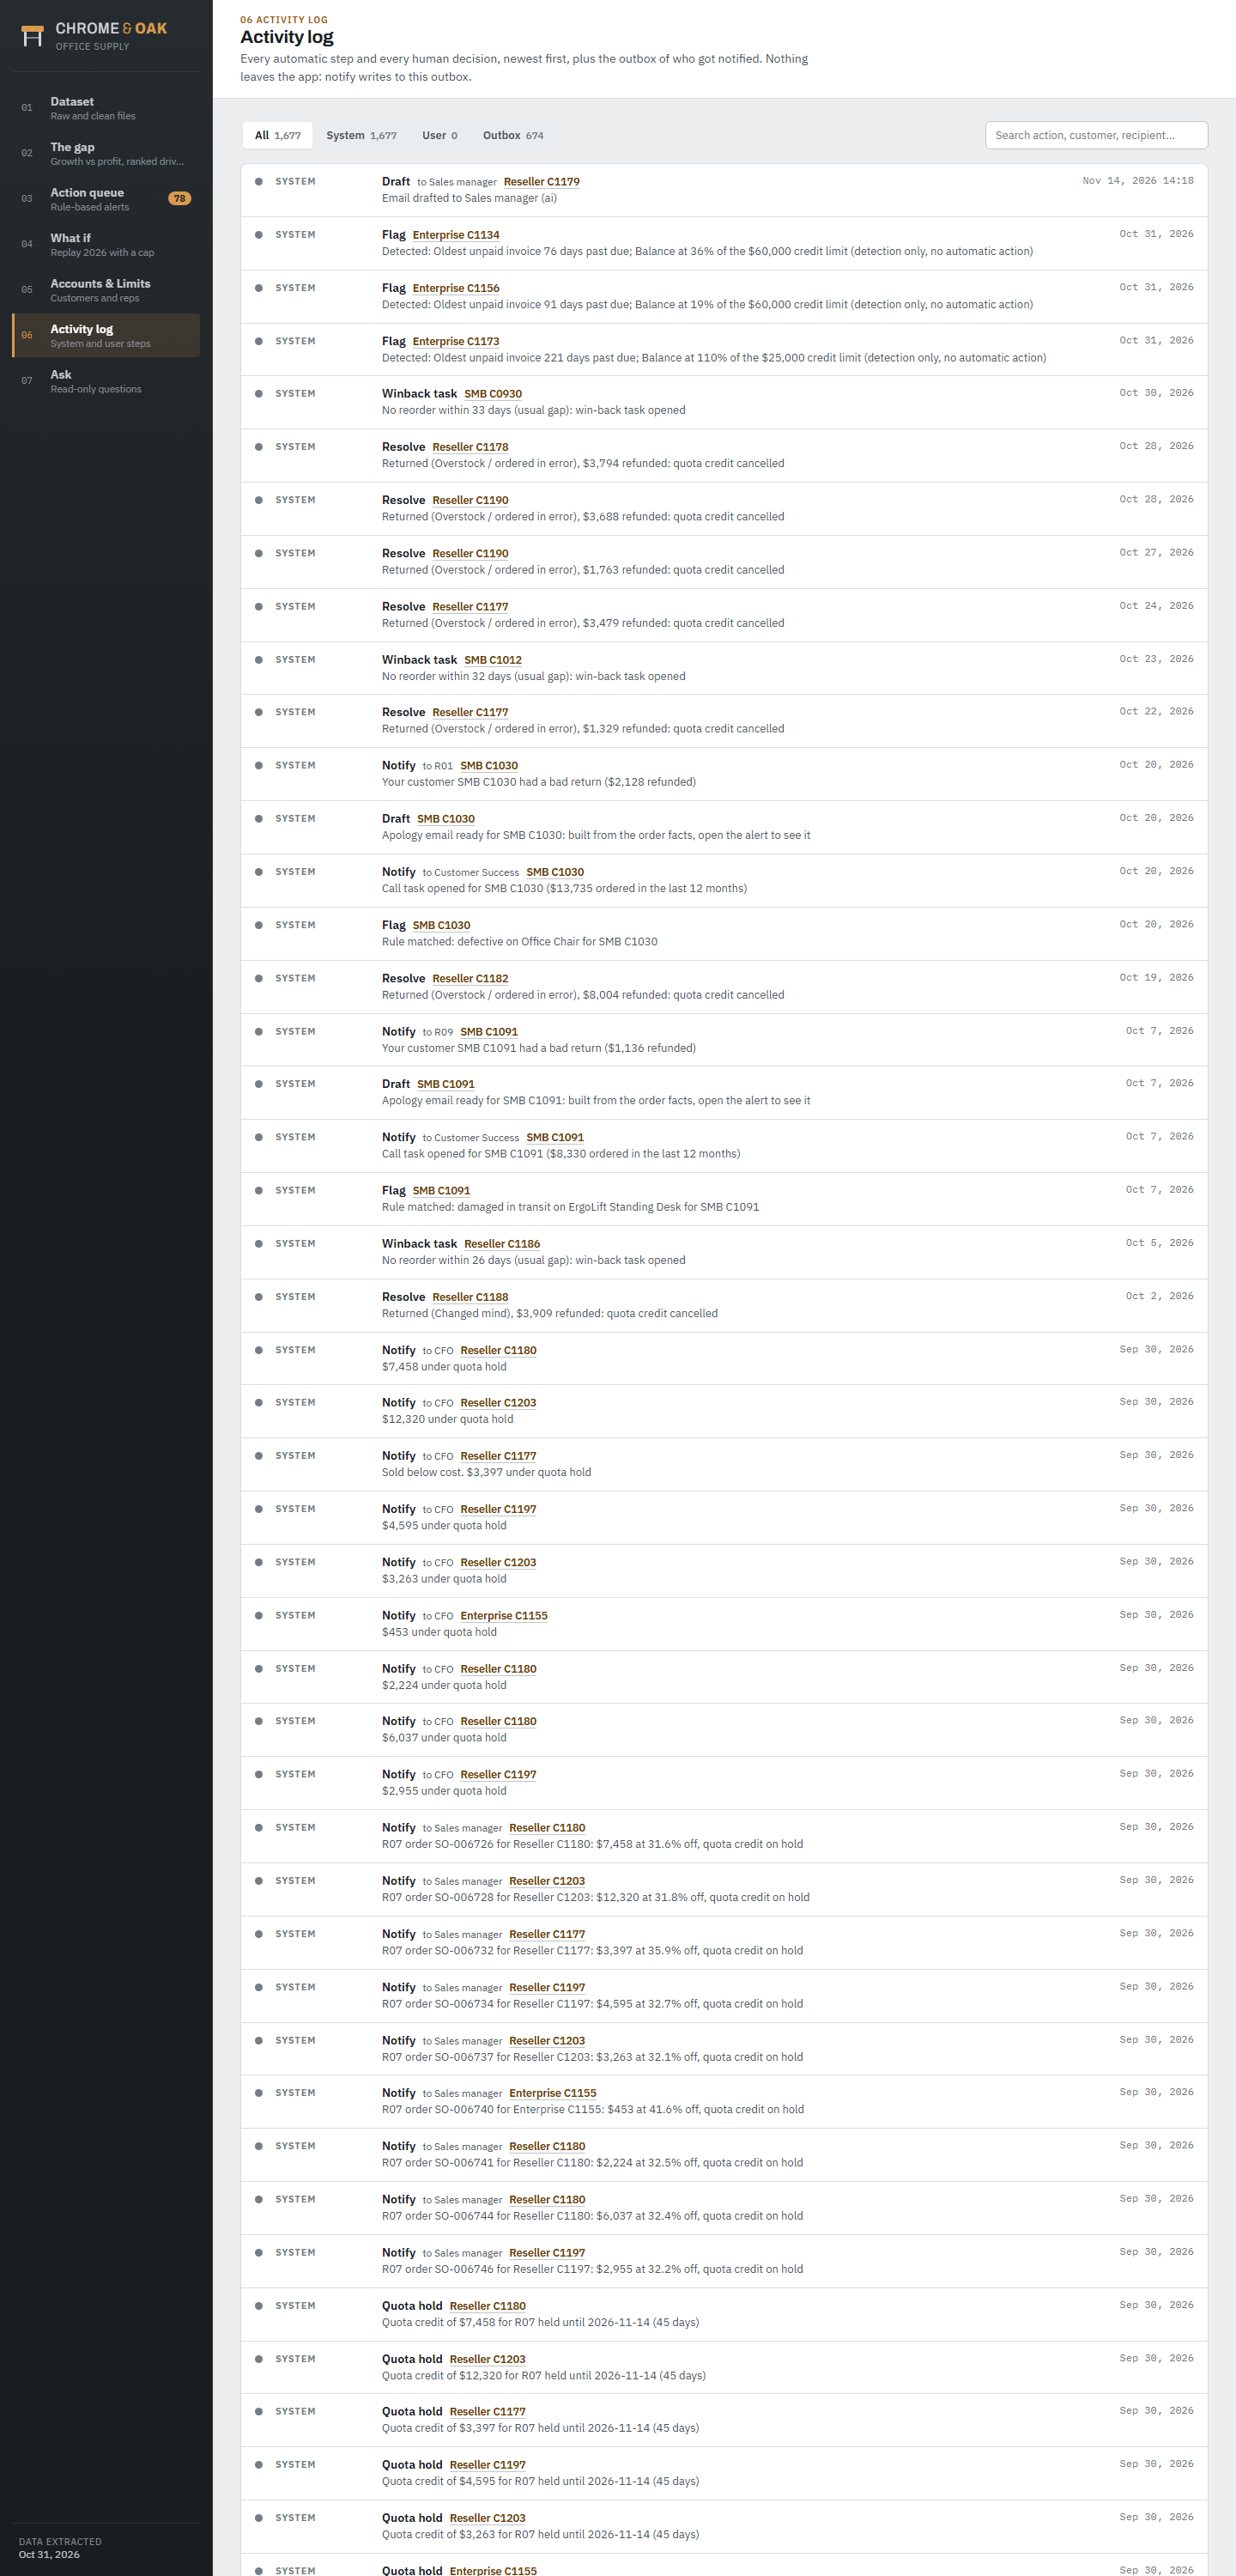 CHROME & OAK
OFFICE SUPPLY
01 Dataset
Raw and clean files
02 The gap
Growth vs profit, ranked driv...
03 Action queue 78
Rule-based alerts
04 What if
Replay 2026 with a cap
05 Accounts & Limits
Customers and reps
06 Activity log
System and user steps
07 Ask
Read-only questions
DATA EXTRACTED
Oct 31, 2026
06 ACTIVITY LOG
Activity log
Every automatic step and every human decision, newest first, plus the outbox of who got notified. Nothing
leaves the app: notify writes to this outbox.
All 1,677 System 1,677 User 0 Outbox 674 Search action, customer, recipient...
SYSTEM Draft to Sales manager Reseller C1179 Nov 14, 2026 14:18
Email drafted to Sales manager (ai)
SYSTEM Flag Enterprise C1134 Oct 31, 2026
Detected: Oldest unpaid invoice 76 days past due; Balance at 36% of the $60,000 credit limit (detection only, no automatic action)
SYSTEM Flag Enterprise C1156 Oct 31, 2026
Detected: Oldest unpaid invoice 91 days past due; Balance at 19% of the $60,000 credit limit (detection only, no automatic action)
SYSTEM Flag Enterprise C1173 Oct 31, 2026
Detected: Oldest unpaid invoice 221 days past due; Balance at 110% of the $25,000 credit limit (detection only, no automatic action)
SYSTEM Winback task SMB C0930 Oct 30, 2026
No reorder within 33 days (usual gap): win-back task opened
SYSTEM Resolve Reseller C1178 Oct 28, 2026
Returned (Overstock / ordered in error), $3,794 refunded: quota credit cancelled
SYSTEM Resolve Reseller C1190 Oct 28, 2026
Returned (Overstock / ordered in error), $3,688 refunded: quota credit cancelled
SYSTEM Resolve Reseller C1190 Oct 27, 2026
Returned (Overstock / ordered in error), $1,763 refunded: quota credit cancelled
SYSTEM Resolve Reseller C1177 Oct 24, 2026
Returned (Overstock / ordered in error), $3,479 refunded: quota credit cancelled
SYSTEM Winback task SMB C1012 Oct 23, 2026
No reorder within 32 days (usual gap): win-back task opened
SYSTEM Resolve Reseller C1177 Oct 22, 2026
Returned (Overstock / ordered in error), $1,329 refunded: quota credit cancelled
SYSTEM Notify to R01 SMB C1030 Oct 20, 2026
Your customer SMB C1030 had a bad return ($2,128 refunded)
SYSTEM Draft SMB C1030 Oct 20, 2026
Apology email ready for SMB C1030: built from the order facts, open the alert to see it
SYSTEM Notify to Customer Success SMB C1030 Oct 20, 2026
Call task opened for SMB C1030 ($13,735 ordered in the last 12 months)
SYSTEM Flag SMB C1030 Oct 20, 2026
Rule matched: defective on Office Chair for SMB C1030
SYSTEM Resolve Reseller C1182 Oct 19, 2026
Returned (Overstock / ordered in error), $8,004 refunded: quota credit cancelled
SYSTEM Notify to R09 SMB C1091 Oct 7, 2026
Your customer SMB C1091 had a bad return ($1,136 refunded)
SYSTEM Draft SMB C1091 Oct 7, 2026
Apology email ready for SMB C1091: built from the order facts, open the alert to see it
SYSTEM Notify to Customer Success SMB C1091 Oct 7, 2026
Call task opened for SMB C1091 ($8,330 ordered in the last 12 months)
SYSTEM Flag SMB C1091 Oct 7, 2026
Rule matched: damaged in transit on ErgoLift Standing Desk for SMB C1091
SYSTEM Winback task Reseller C1186 Oct 5, 2026
No reorder within 26 days (usual gap): win-back task opened
SYSTEM Resolve Reseller C1188 Oct 2, 2026
Returned (Changed mind), $3,909 refunded: quota credit cancelled
SYSTEM Notify to CFO Reseller C1180 Sep 30, 2026
$7,458 under quota hold
SYSTEM Notify to CFO Reseller C1203 Sep 30, 2026
$12,320 under quota hold
SYSTEM Notify to CFO Reseller C1177 Sep 30, 2026
Sold below cost. $3,397 under quota hold
SYSTEM Notify to CFO Reseller C1197 Sep 30, 2026
$4,595 under quota hold
SYSTEM Notify to CFO Reseller C1203 Sep 30, 2026
$3,263 under quota hold
SYSTEM Notify to CFO Enterprise C1155 Sep 30, 2026
$453 under quota hold
SYSTEM Notify to CFO Reseller C1180 Sep 30, 2026
$2,224 under quota hold
SYSTEM Notify to CFO Reseller C1180 Sep 30, 2026
$6,037 under quota hold
SYSTEM Notify to CFO Reseller C1197 Sep 30, 2026
$2,955 under quota hold
SYSTEM Notify to Sales manager Reseller C1180 Sep 30, 2026
R07 order SO-006726 for Reseller C1180: $7,458 at 31.6% off, quota credit on hold
SYSTEM Notify to Sales manager Reseller C1203 Sep 30, 2026
R07 order SO-006728 for Reseller C1203: $12,320 at 31.8% off, quota credit on hold
SYSTEM Notify to Sales manager Reseller C1177 Sep 30, 2026
R07 order SO-006732 for Reseller C1177: $3,397 at 35.9% off, quota credit on hold
SYSTEM Notify to Sales manager Reseller C1197 Sep 30, 2026
R07 order SO-006734 for Reseller C1197: $4,595 at 32.7% off, quota credit on hold
SYSTEM Notify to Sales manager Reseller C1203 Sep 30, 2026
R07 order SO-006737 for Reseller C1203: $3,263 at 32.1% off, quota credit on hold
SYSTEM Notify to Sales manager Enterprise C1155 Sep 30, 2026
R07 order SO-006740 for Enterprise C1155: $453 at 41.6% off, quota credit on hold
SYSTEM Notify to Sales manager Reseller C1180 Sep 30, 2026
R07 order SO-006741 for Reseller C1180: $2,224 at 32.5% off, quota credit on hold
SYSTEM Notify to Sales manager Reseller C1180 Sep 30, 2026
R07 order SO-006744 for Reseller C1180: $6,037 at 32.4% off, quota credit on hold
SYSTEM Notify to Sales manager Reseller C1197 Sep 30, 2026
R07 order SO-006746 for Reseller C1197: $2,955 at 32.2% off, quota credit on hold
SYSTEM Quota hold Reseller C1180 Sep 30, 2026
Quota credit of $7,458 for R07 held until 2026-11-14 (45 days)
SYSTEM Quota hold Reseller C1203 Sep 30, 2026
Quota credit of $12,320 for R07 held until 2026-11-14 (45 days)
SYSTEM Quota hold Reseller C1177 Sep 30, 2026
Quota credit of $3,397 for R07 held until 2026-11-14 (45 days)
SYSTEM Quota hold Reseller C1197 Sep 30, 2026
Quota credit of $4,595 for R07 held until 2026-11-14 (45 days)
SYSTEM Quota hold Reseller C1203 Sep 30, 2026
Quota credit of $3,263 for R07 held until 2026-11-14 (45 days)
SYSTEM Quota hold Enterprise C1155 Sep 30, 2026